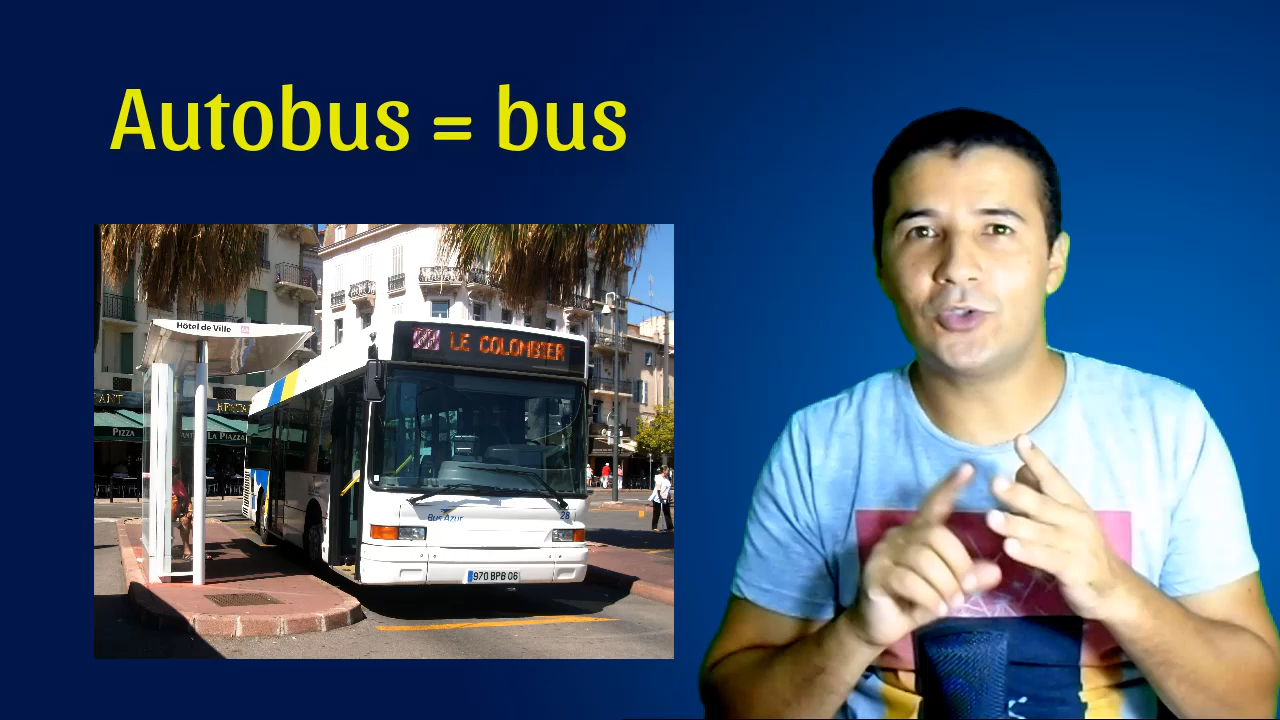 Autobus = bus
Hôtel de Ville
LE COLOMBIER
PIZZA
LA PIAZZA
Bus Azur
28
970 BPB 06